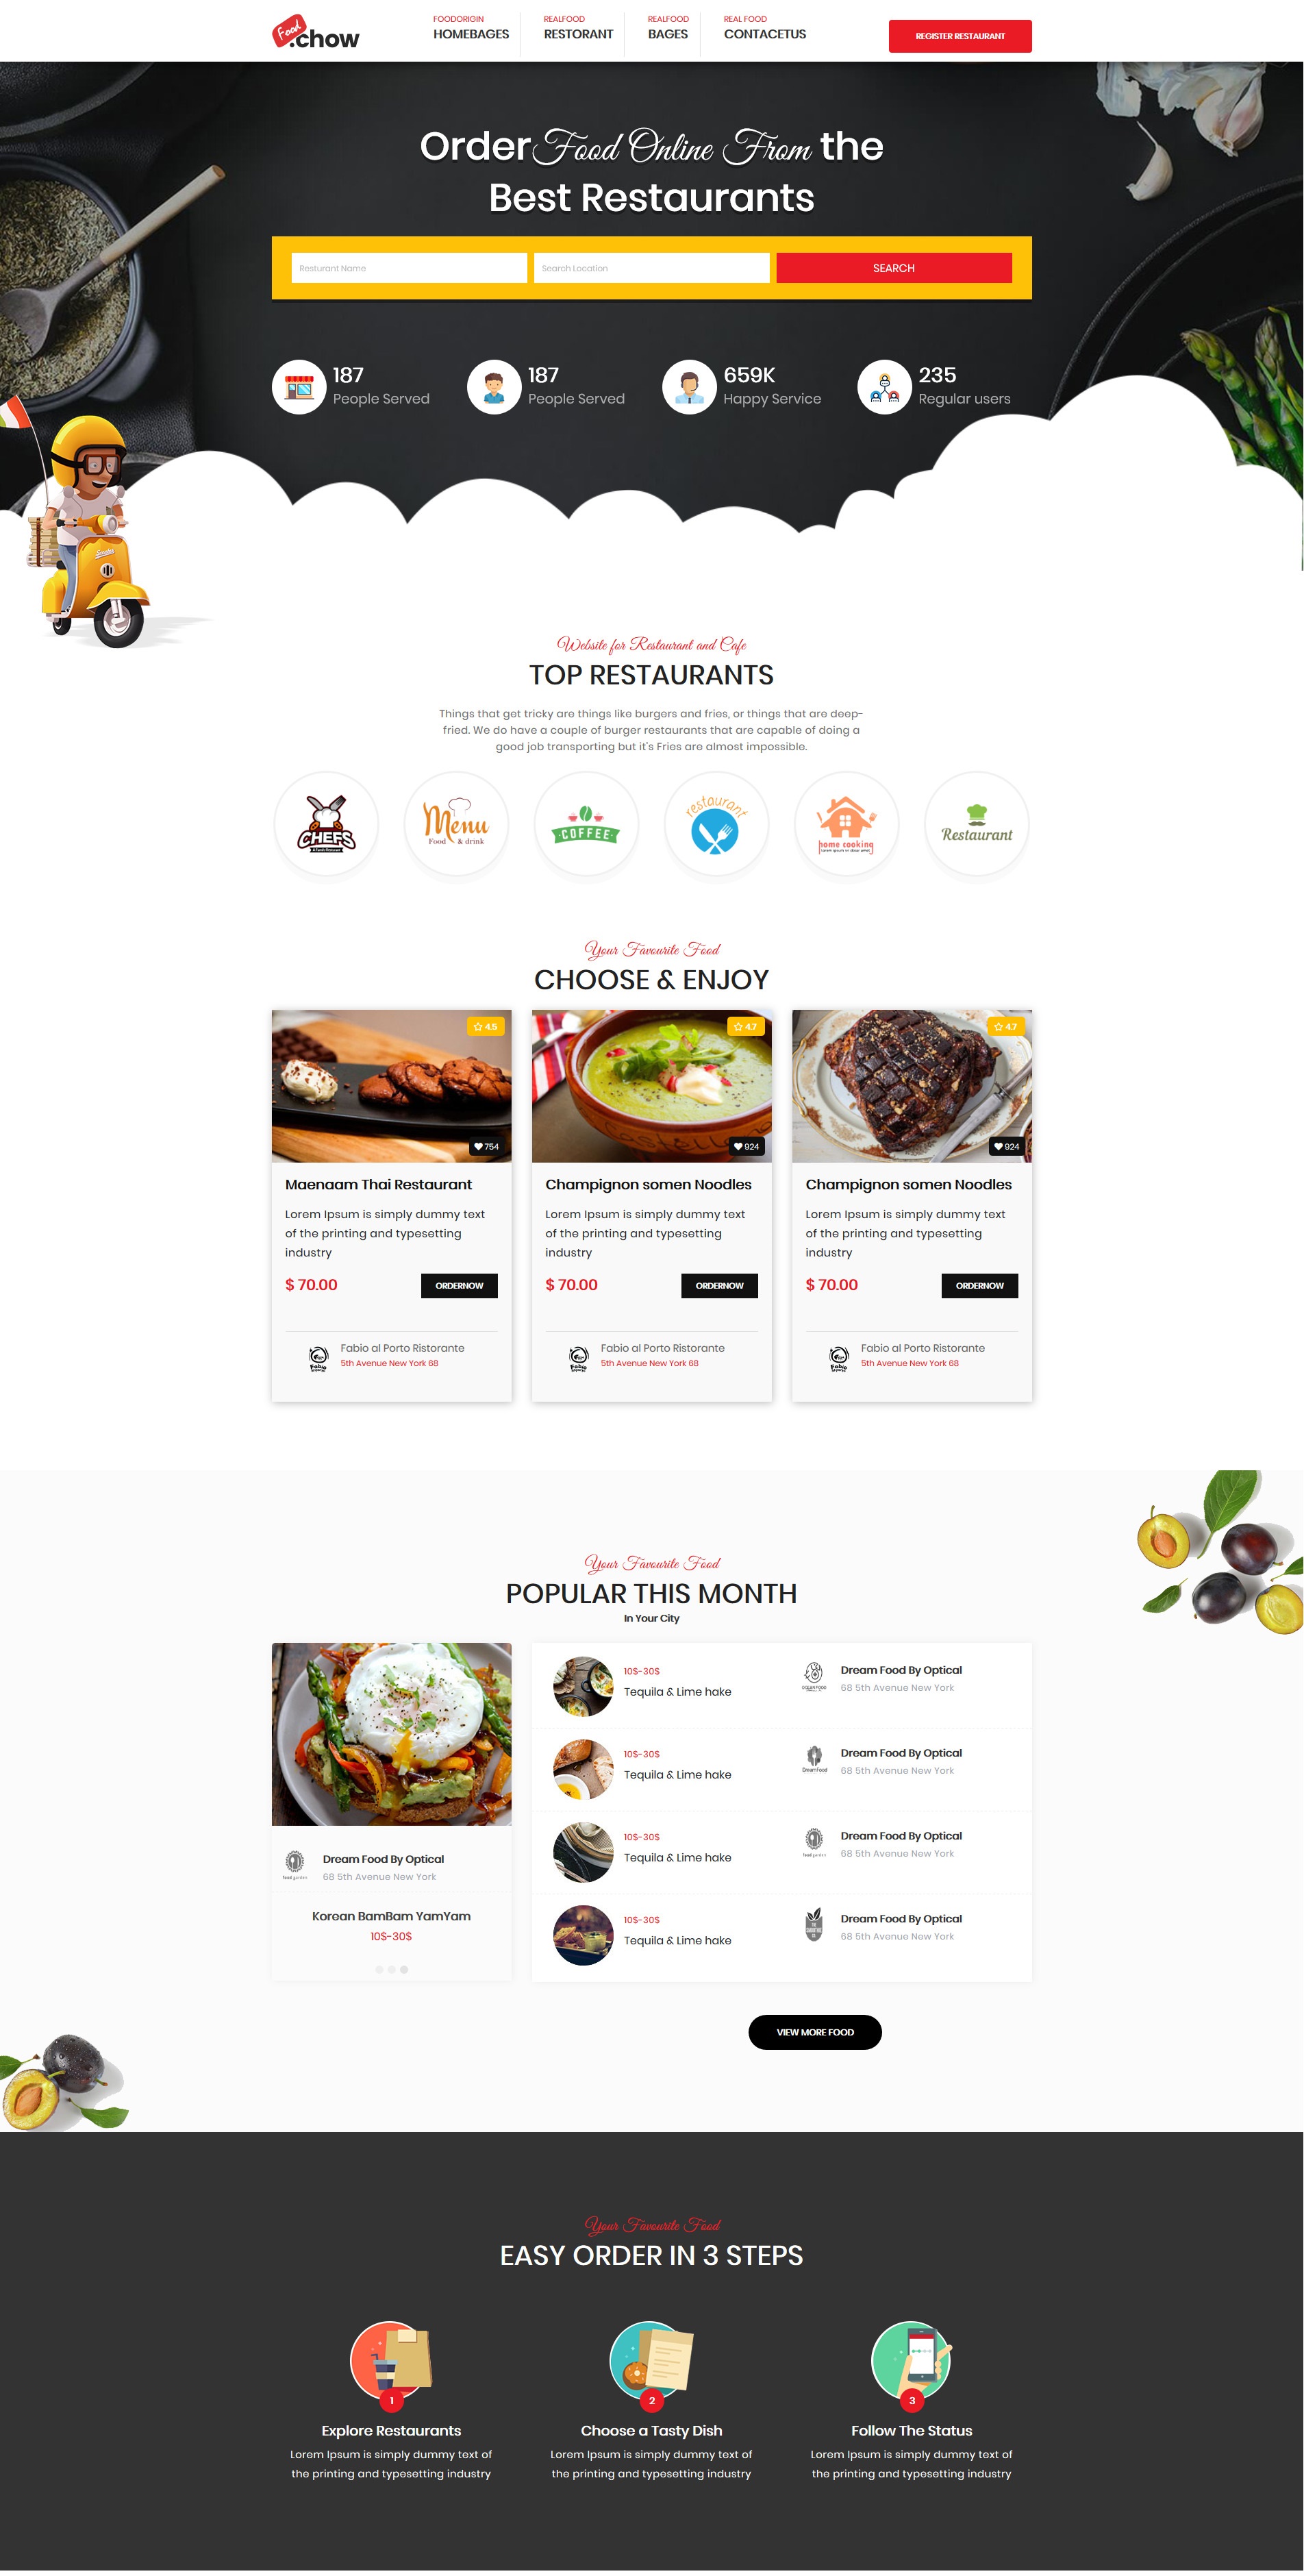 Food
.chow
FOODORIGIN
HOMEBAGES
REALFOOD
RESTORANT
REALFOOD
BAGES
REAL FOOD
CONTACETUS
REGISTER RESTAURANT
Order Food Online From the
Best Restaurants
Resturant Name
Search Location
SEARCH
187
People Served
187
People Served
659K
Happy Service
235
Regular users
Website for Restaurant and Cafe
TOP RESTAURANTS
Things that get tricky are things like burgers and fries, or things that are deep-
fried. We do have a couple of burger restaurants that are capable of doing a
good job transporting but it's Fries are almost impossible.
CHEFS
Menu
Food & drink
COFFEE
restaurant
home cooking
Restaurant
Your Favourite Food
CHOOSE & ENJOY
4.5
754
Maenaam Thai Restaurant
Lorem Ipsum is simply dummy text
of the printing and typesetting
industry
$ 70.00
ORDERNOW
Fabio
Fabio al Porto Ristorante
5th Avenue New York 68
4.7
924
Champignon somen Noodles
Lorem Ipsum is simply dummy text
of the printing and typesetting
industry
$ 70.00
ORDERNOW
Fabio
Fabio al Porto Ristorante
5th Avenue New York 68
4.7
924
Champignon somen Noodles
Lorem Ipsum is simply dummy text
of the printing and typesetting
industry
$ 70.00
ORDERNOW
Fabio
Fabio al Porto Ristorante
5th Avenue New York 68
Your Favourite Food
POPULAR THIS MONTH
In Your City
Dream Food By Optical
68 5th Avenue New York
Korean BamBam YamYam
10$-30$
10$-30$
Tequila & Lime hake
Dream Food By Optical
68 5th Avenue New York
10$-30$
Tequila & Lime hake
DreamFood
Dream Food By Optical
68 5th Avenue New York
10$-30$
Tequila & Lime hake
Dream Food By Optical
68 5th Avenue New York
10$-30$
Tequila & Lime hake
Dream Food By Optical
68 5th Avenue New York
VIEW MORE FOOD
Your Favourite Food
EASY ORDER IN 3 STEPS
1
Explore Restaurants
Lorem Ipsum is simply dummy text of
the printing and typesetting industry
2
Choose a Tasty Dish
Lorem Ipsum is simply dummy text of
the printing and typesetting industry
3
Follow The Status
Lorem Ipsum is simply dummy text of
the printing and typesetting industry